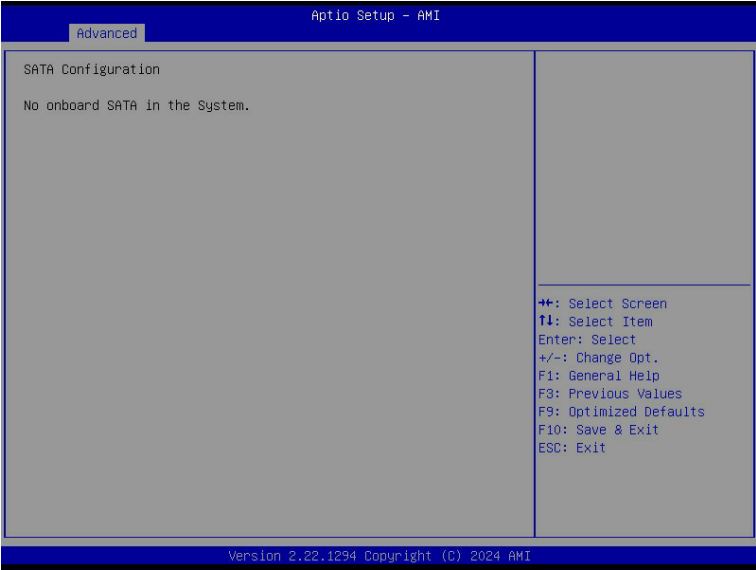 Aptio Setup – AMI
Advanced
SATA Configuration
No onboard SATA in the System.
→←: Select Screen
↑↓: Select Item
Enter: Select
+/-: Change Opt.
F1: General Help
F3: Previous Values
F9: Optimized Defaults
F10: Save & Exit
ESC: Exit
Version 2.22.1294 Copyright (C) 2024 AMI